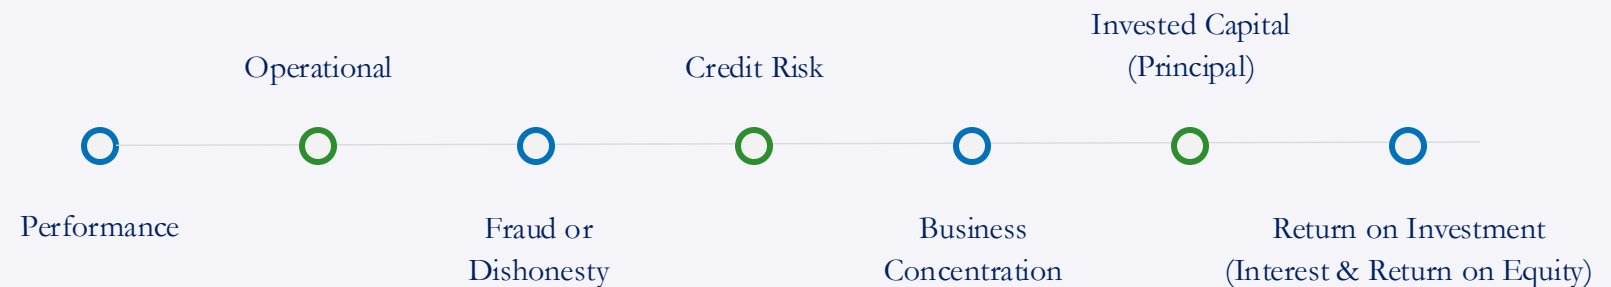 Performance
Operational
Fraud or
Dishonesty
Credit Risk
Business
Concentration
Invested Capital
(Principal)
Return on Investment
(Interest & Return on Equity)